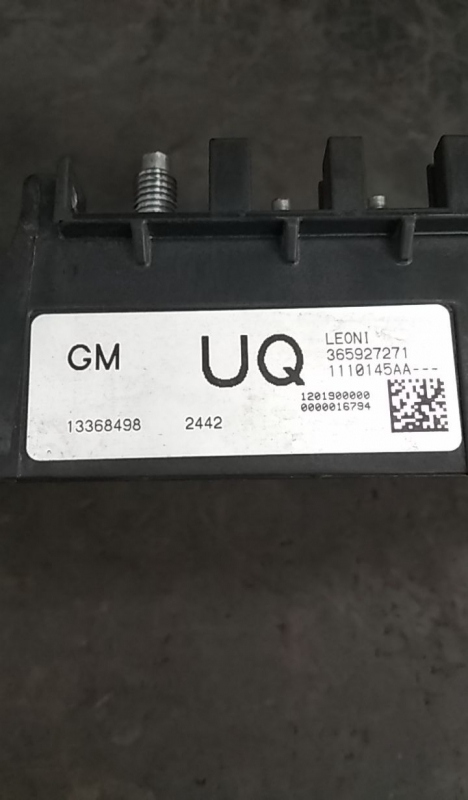 GM
UQ
LEONI
365927271
1110145AA---
1201900000
0000016794
13368498 2442